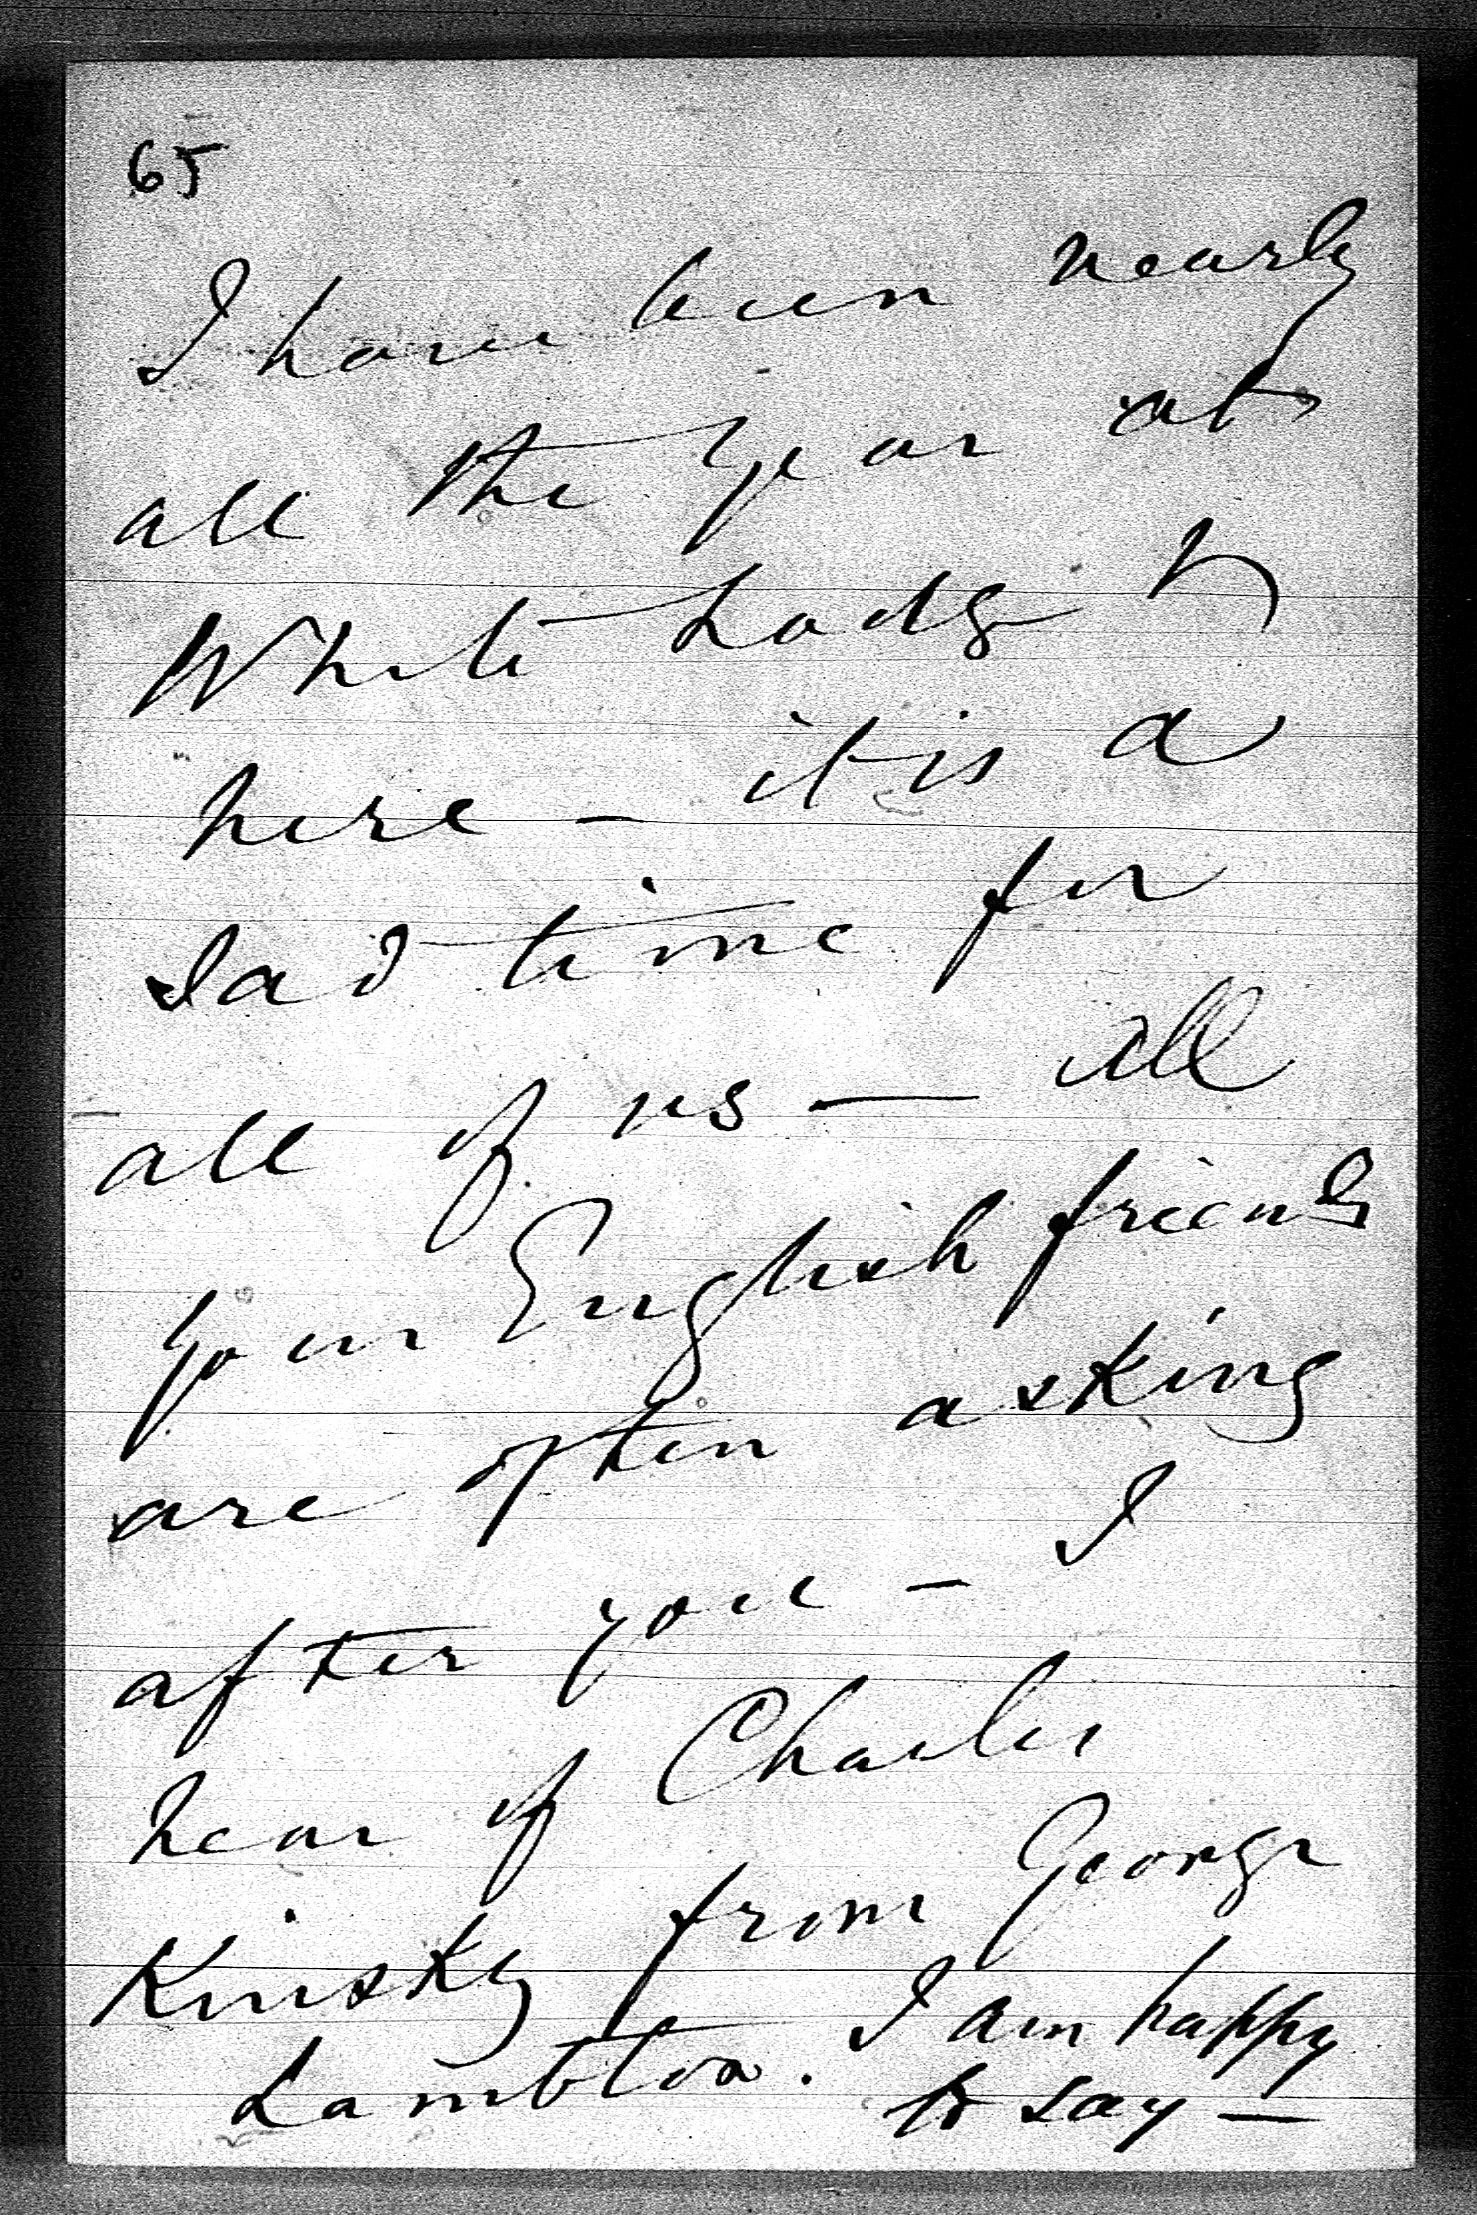 65
I have been nearly
all the year at
White Lodge or
here – it is a
sad time for
all of us — all
your English friends
are often asking
after you – I
hear of Charles
Kinsky from George
Lambton. I am happy
to say —